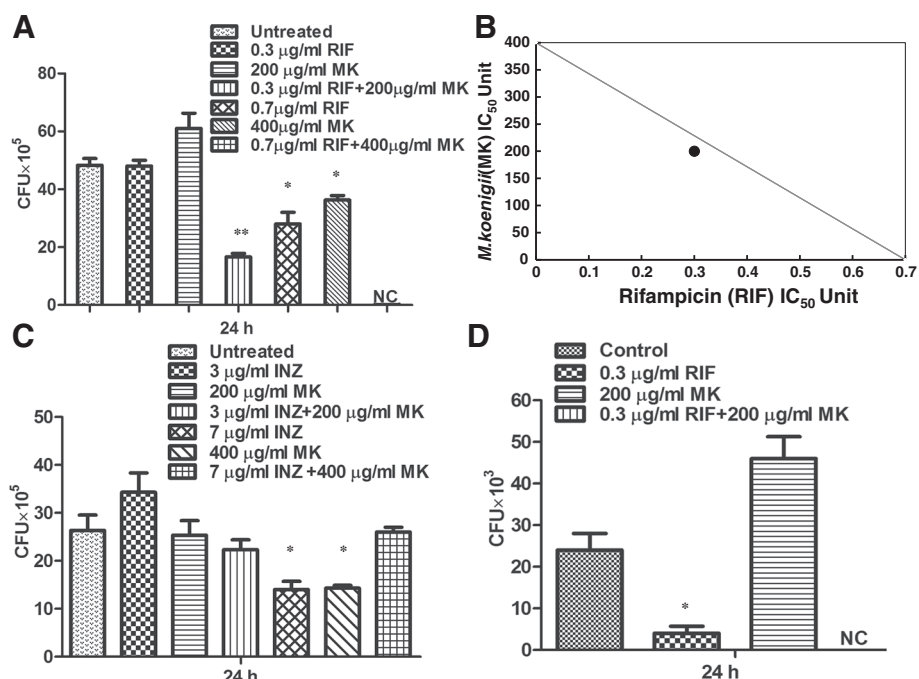 A
Untreated
0.3 μg/ml RIF
200 μg/ml MK
0.3 μg/ml RIF+200μg/ml MK
0.7μg/ml RIF
400μg/ml MK
0.7μg/ml RIF+400μg/ml MK
80
60
40
20
0
CFU×10⁵
**
*
*
NC
24 h
B
400
350
300
250
200
150
100
50
0
M.koenigii(MK) IC₅₀ Unit
0 0.1 0.2 0.3 0.4 0.5 0.6 0.7
Rifampicin (RIF) IC₅₀ Unit
C
Untreated
3 μg/ml INZ
200 μg/ml MK
3 μg/ml INZ+200 μg/ml MK
7 μg/ml INZ
400 μg/ml MK
7 μg/ml INZ +400 μg/ml MK
50
40
30
20
10
0
CFU×10⁵
*
*
24 h
D
Control
0.3 μg/ml RIF
200 μg/ml MK
0.3 μg/ml RIF+200 μg/ml MK
60
50
40
30
20
10
0
CFU×10³
*
NC
24 h